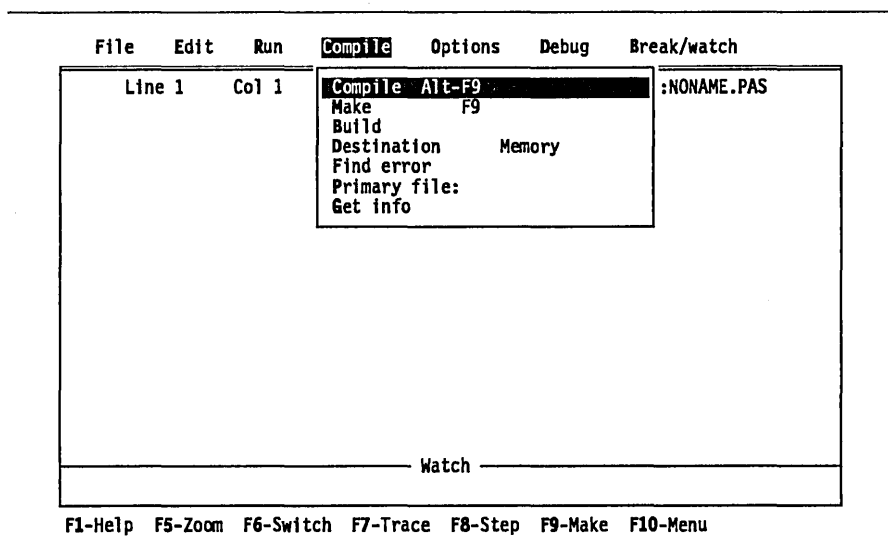 File Edit Run Compile Options Debug Break/watch
Line 1 Col 1 :NONAME.PAS
Compile Alt-F9
Make F9
Build
Destination Memory
Find error
Primary file:
Get info
Watch
F1-Help F5-Zoom F6-Switch F7-Trace F8-Step F9-Make F10-Menu